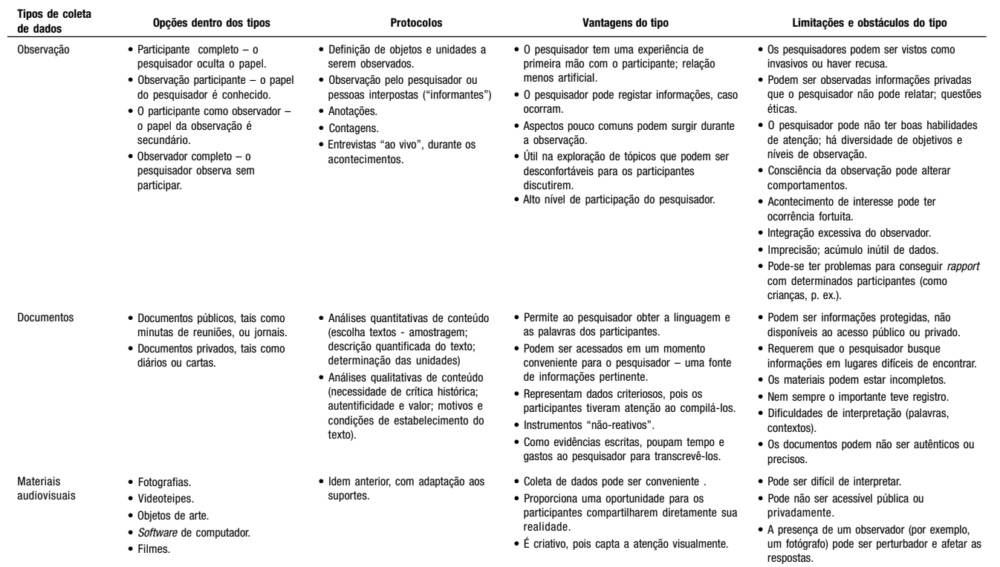 Tipos de coleta
de dados
Opções dentro dos tipos
Protocolos
Vantagens do tipo
Limitações e obstáculos do tipo
Observação
• Participante completo – o
pesquisador oculta o papel.
• Observação participante – o papel
do pesquisador é conhecido.
• O participante como observador –
o papel da observação é
secundário.
• Observador completo – o
pesquisador observa sem
participar.
• Definição de objetos e unidades a
serem observados.
• Observação pelo pesquisador ou
pessoas interpostas (“informantes”)
• Anotações.
• Contagens.
• Entrevistas “ao vivo”, durante os
acontecimentos.
• O pesquisador tem uma experiência de
primeira mão com o participante; relação
menos artificial.
• O pesquisador pode registar informações, caso
ocorram.
• Aspectos pouco comuns podem surgir durante
a observação.
• Útil na exploração de tópicos que podem ser
desconfortáveis para os participantes
discutirem.
• Alto nível de participação do pesquisador.
• Os pesquisadores podem ser vistos como
invasivos ou haver recusa.
• Podem ser observadas informações privadas
que o pesquisador não pode relatar; questões
éticas.
• O pesquisador pode não ter boas habilidades
de atenção; há diversidade de objetivos e
níveis de observação.
• Consciência da observação pode alterar
comportamentos.
• Acontecimento de interesse pode ter
ocorrência fortuita.
• Integração excessiva do observador.
• Imprecisão; acúmulo inútil de dados.
• Pode-se ter problemas para conseguir rapport
com determinados participantes (como
crianças, p. ex.).
Documentos
• Documentos públicos, tais como
minutas de reuniões, ou jornais.
• Documentos privados, tais como
diários ou cartas.
• Análises quantitativas de conteúdo
(escolha textos - amostragem;
descrição quantificada do texto;
determinação das unidades)
• Análises qualitativas de conteúdo
(necessidade de crítica histórica;
autentificidade e valor; motivos e
condições de estabelecimento do
texto).
• Permite ao pesquisador obter a linguagem e
as palavras dos participantes.
• Podem ser acessados em um momento
conveniente para o pesquisador – uma fonte
de informações pertinente.
• Representam dados criteriosos, pois os
participantes tiveram atenção ao compilá-los.
• Instrumentos “não-reativos”.
• Como evidências escritas, poupam tempo e
gastos ao pesquisador para transcrevê-los.
• Podem ser informações protegidas, não
disponíveis ao acesso público ou privado.
• Requerem que o pesquisador busque
informações em lugares difíceis de encontrar.
• Os materiais podem estar incompletos.
• Nem sempre o importante teve registro.
• Dificuldades de interpretação (palavras,
contextos).
• Os documentos podem não ser autênticos ou
precisos.
Materiais
audiovisuais
• Fotografias.
• Videoteipes.
• Objetos de arte.
• Software de computador.
• Filmes.
• Idem anterior, com adaptação aos
suportes.
• Coleta de dados pode ser conveniente .
• Proporciona uma oportunidade para os
participantes compartilharem diretamente sua
realidade.
• É criativo, pois capta a atenção visualmente.
• Pode ser difícil de interpretar.
• Pode não ser acessível pública ou
privadamente.
• A presença de um observador (por exemplo,
um fotógrafo) pode ser perturbador e afetar as
respostas.